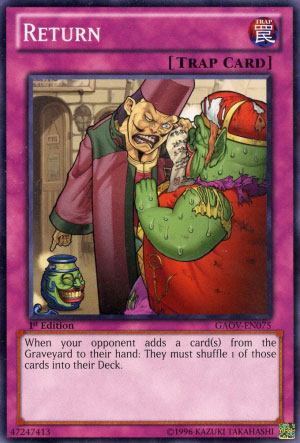 Return
TRAP
罠
[Trap Card]
1st Edition
GAOV-EN075
When your opponent adds a card(s) from the
Graveyard to their hand: They must shuffle 1 of those
cards into their Deck.
47247413
©1996 KAZUKI TAKAHASHI